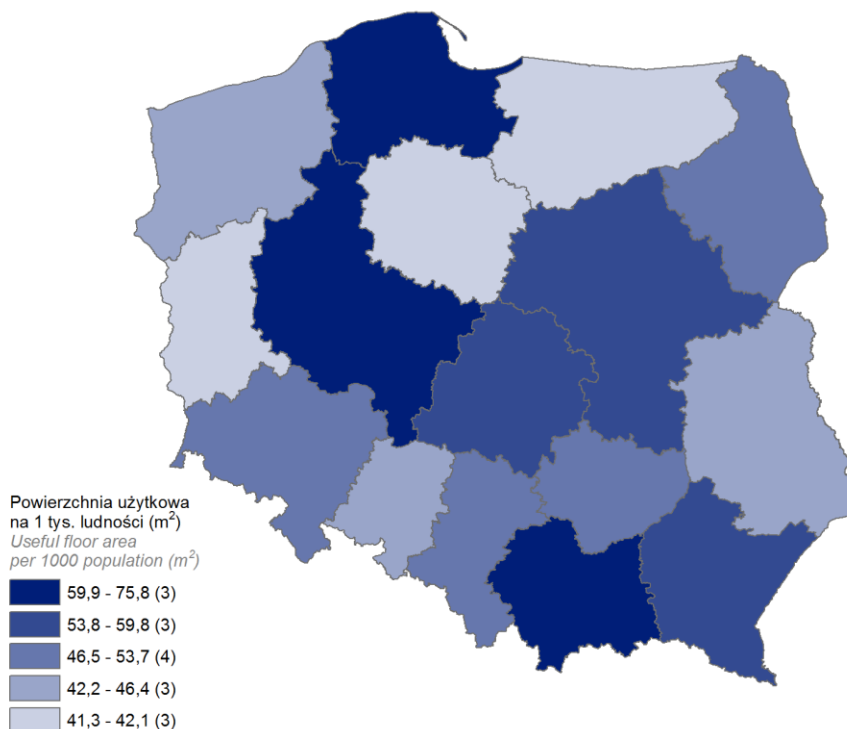 Powierzchnia użytkowa
na 1 tys. ludności (m²)
Useful floor area
per 1000 population (m²)
59,9 - 75,8 (3)
53,8 - 59,8 (3)
46,5 - 53,7 (4)
42,2 - 46,4 (3)
41,3 - 42,1 (3)